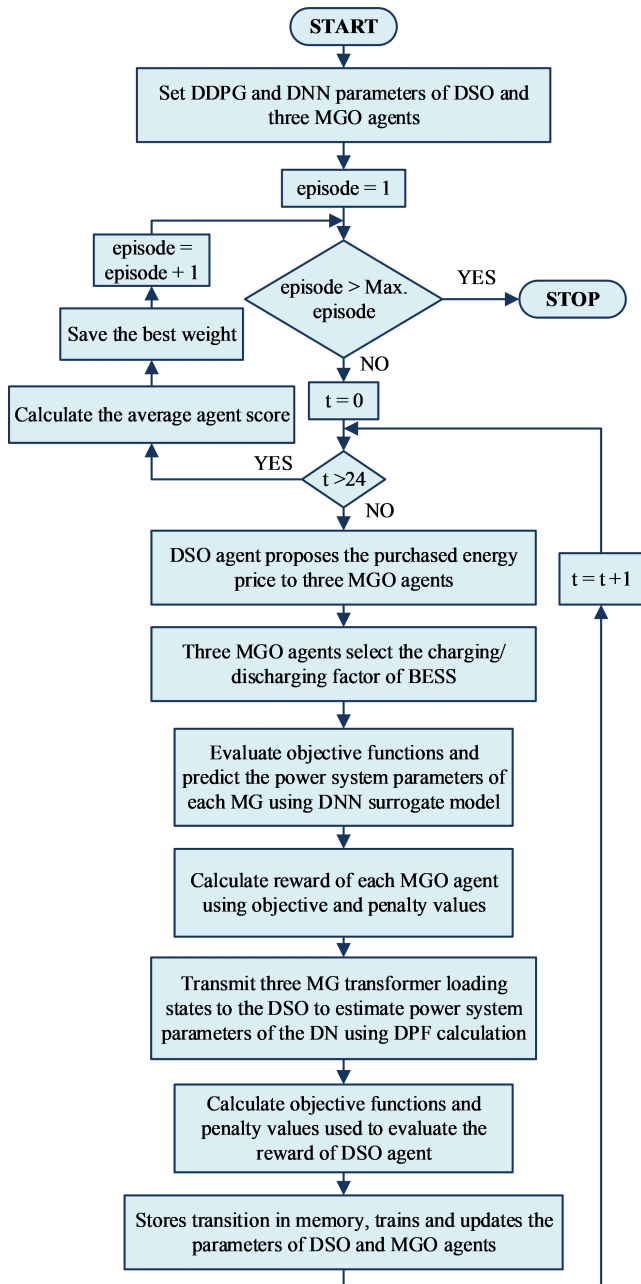 START
Set DDPG and DNN parameters of DSO and
three MGO agents
episode = 1
episode =
episode + 1
episode > Max.
episode
YES
STOP
Save the best weight
NO
t = 0
Calculate the average agent score
YES
t >24
NO
DSO agent proposes the purchased energy
price to three MGO agents
t = t +1
Three MGO agents select the charging/
discharging factor of BESS
Evaluate objective functions and
predict the power system parameters of
each MG using DNN surrogate model
Calculate reward of each MGO agent
using objective and penalty values
Transmit three MG transformer loading
states to the DSO to estimate power system
parameters of the DN using DPF calculation
Calculate objective functions and
penalty values used to evaluate the
reward of DSO agent
Stores transition in memory, trains and updates the
parameters of DSO and MGO agents